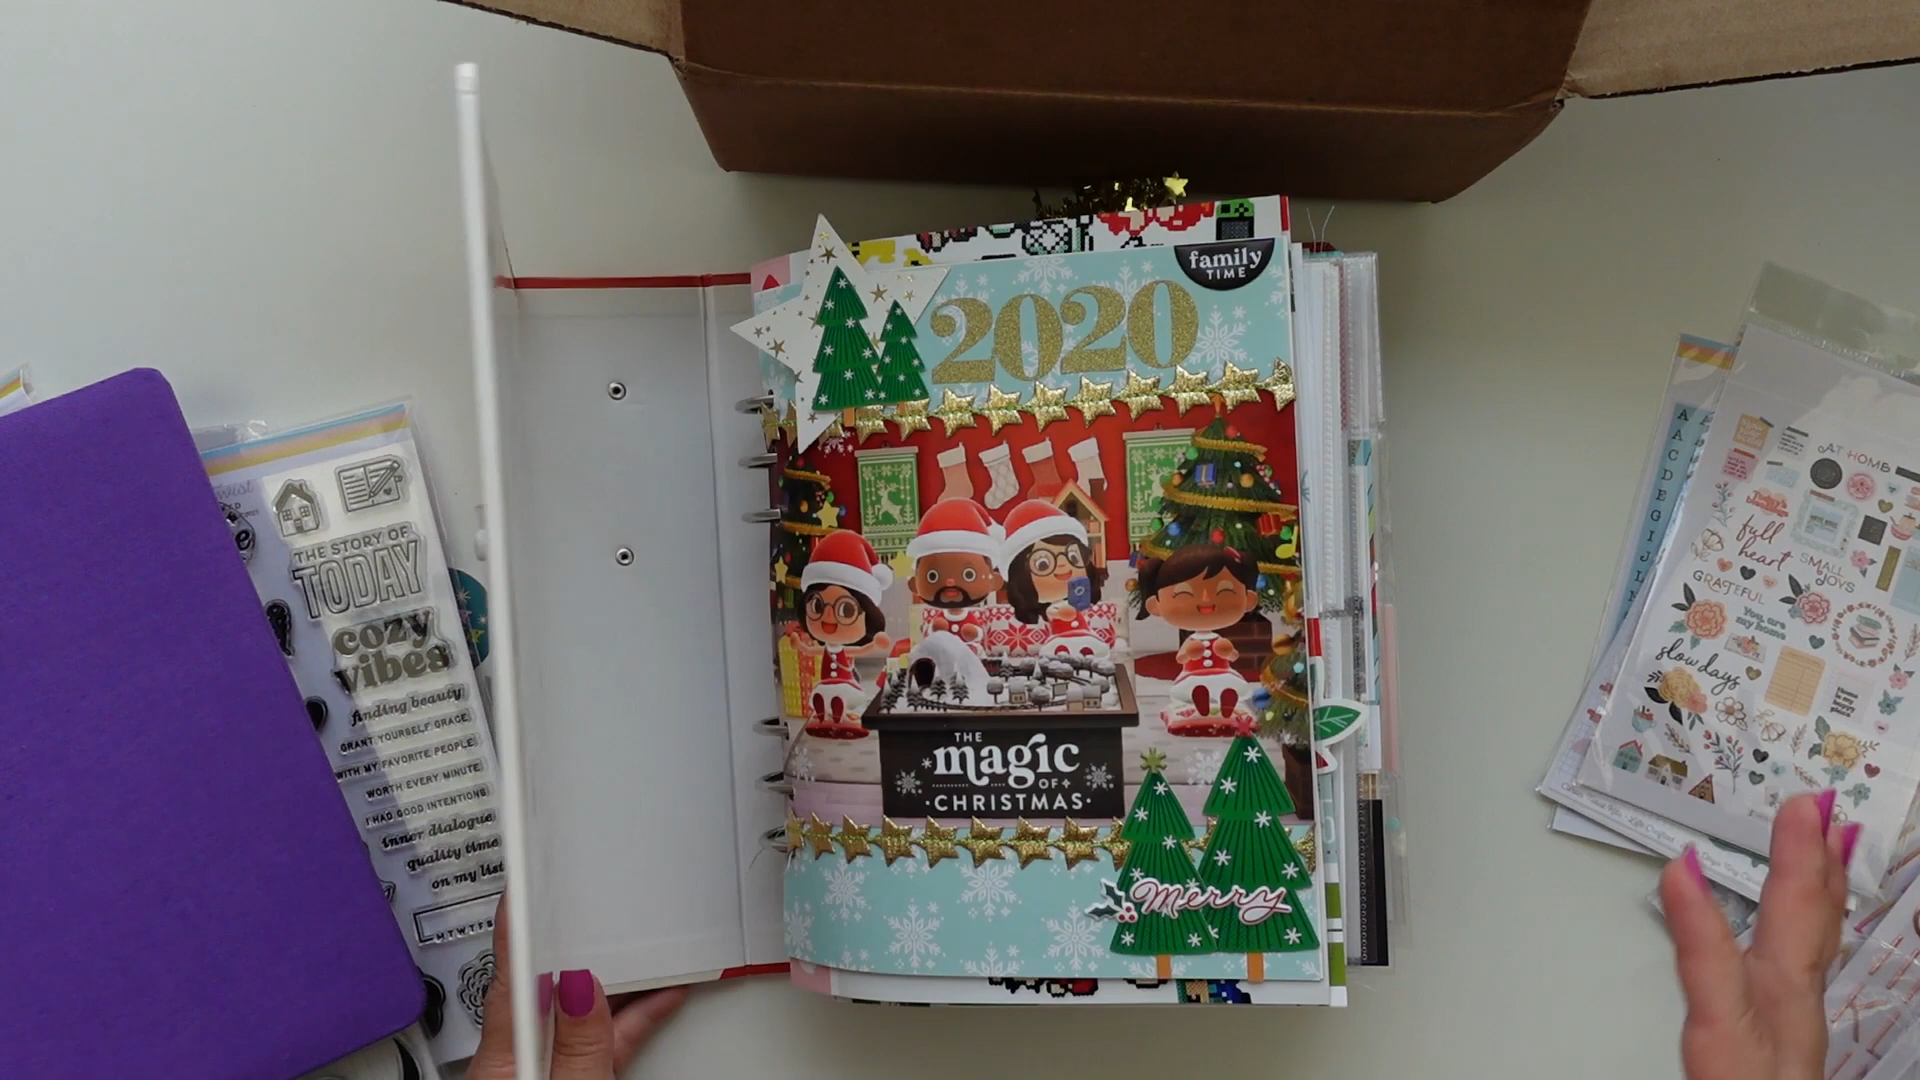 family
TIME
2020
THE
magic
OF
CHRISTMAS
Merry
THE STORY OF
TODAY
cozy
vibes
finding beauty
GRANT YOURSELF GRACE
WITH MY FAVORITE PEOPLE
WORTH EVERY MINUTE
I HAD GOOD INTENTIONS
inner dialogue
quality time
on my list
M T W T F S
AT HOME
full
heart
SMALL
JOYS
GRATEFUL
You are
my home
slow days